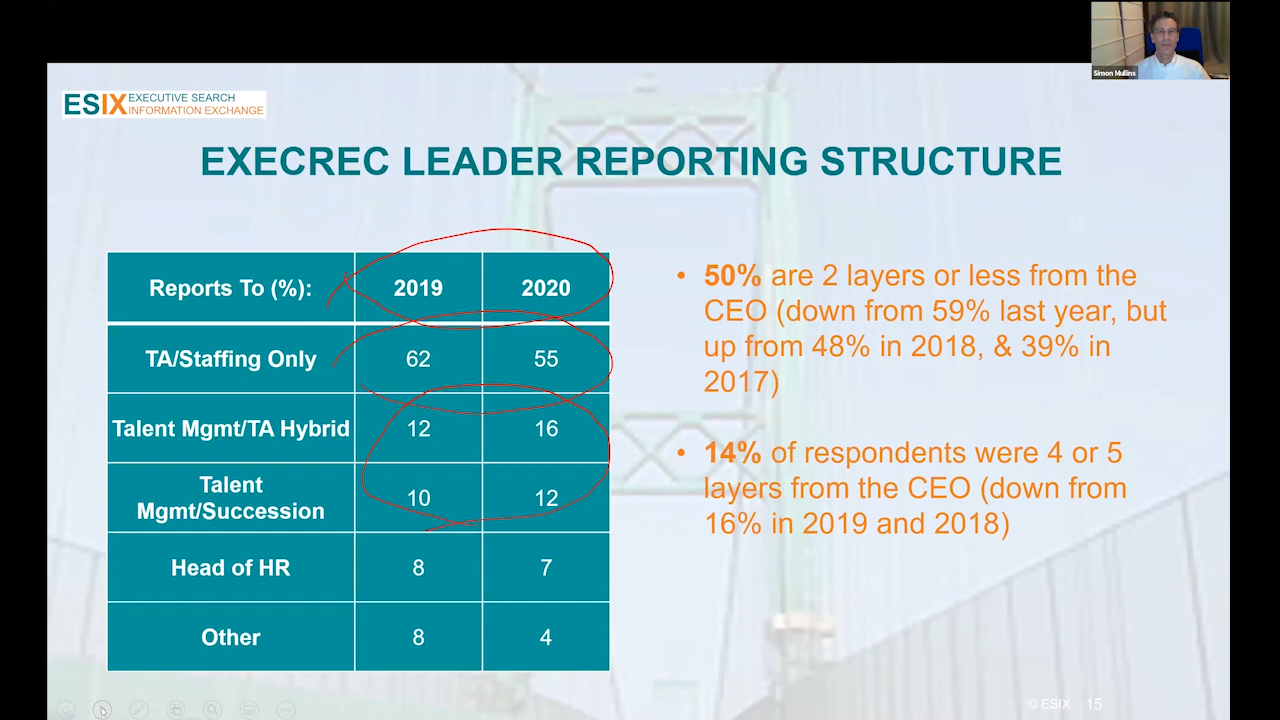 Simon Mullins
ESIX EXECUTIVE SEARCH
INFORMATION EXCHANGE
EXECREC LEADER REPORTING STRUCTURE
Reports To (%): 2019 2020
TA/Staffing Only 62 55
Talent Mgmt/TA Hybrid 12 16
Talent
Mgmt/Succession 10 12
Head of HR 8 7
Other 8 4
• 50% are 2 layers or less from the
CEO (down from 59% last year, but
up from 48% in 2018, & 39% in
2017)
• 14% of respondents were 4 or 5
layers from the CEO (down from
16% in 2019 and 2018)
© ESIX 15